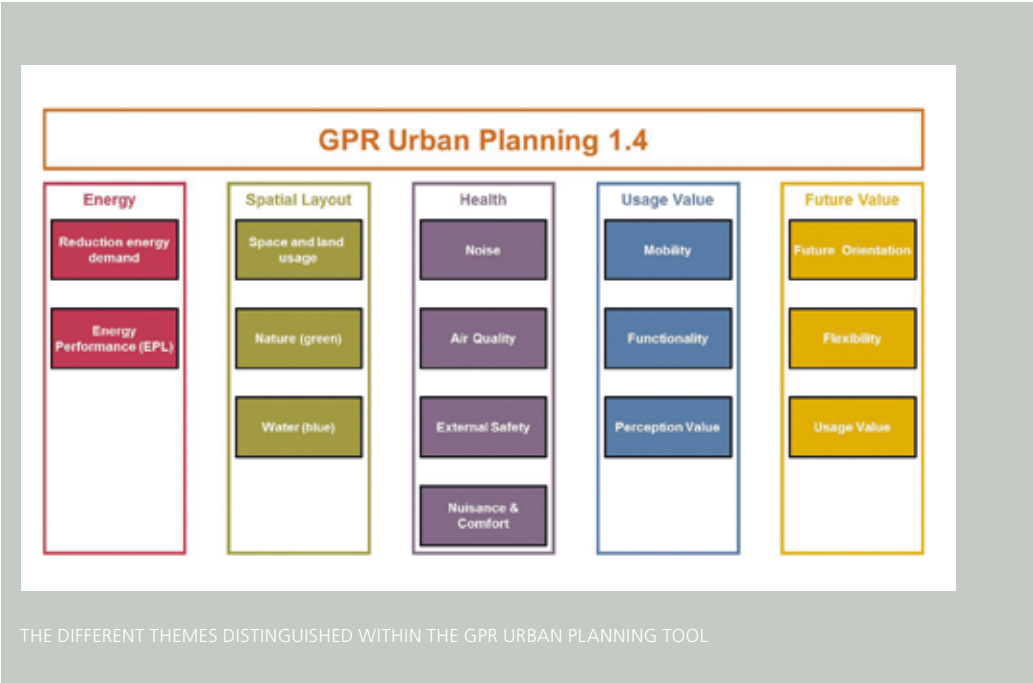 GPR Urban Planning 1.4
Energy
Reduction energy
demand
Energy
Performance (EPL)
Spatial Layout
Space and land
usage
Nature (green)
Water (blue)
Health
Noise
Air Quality
External Safety
Nuisance &
Comfort
Usage Value
Mobility
Functionality
Perception Value
Future Value
Future Orientation
Flexibility
Usage Value
THE DIFFERENT THEMES DISTINGUISHED WITHIN THE GPR URBAN PLANNING TOOL